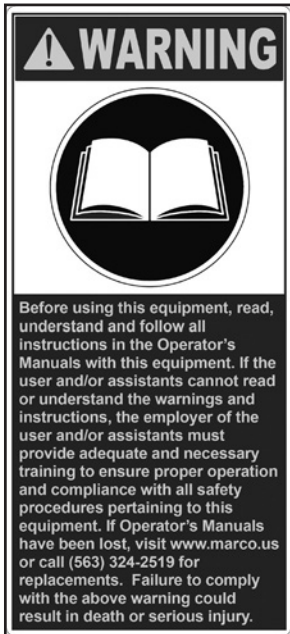 WARNING
Before using this equipment, read,
understand and follow all
instructions in the Operator's
Manuals with this equipment. If the
user and/or assistants cannot read
or understand the warnings and
instructions, the employer of the
user and/or assistants must
provide adequate and necessary
training to ensure proper operation
and compliance with all safety
procedures pertaining to this
equipment. If Operator's Manuals
have been lost, visit www.marco.us
or call (563) 324-2519 for
replacements.  Failure to comply
with the above warning could
result in death or serious injury.